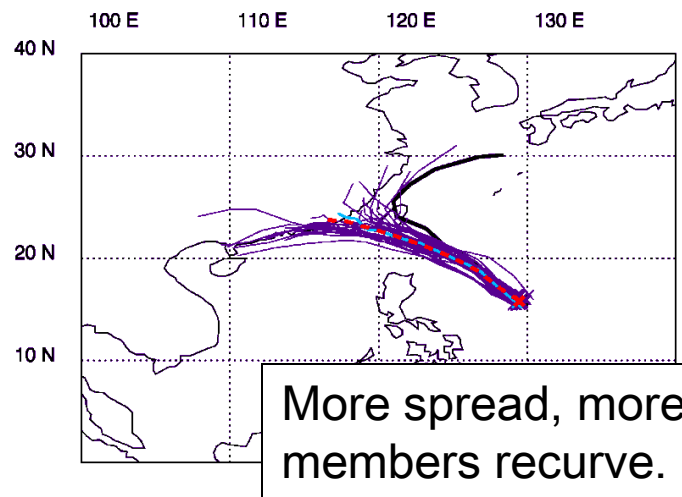 100 E 110 E 120 E 130 E
40 N
30 N
20 N
10 N
More spread, more
members recurve.